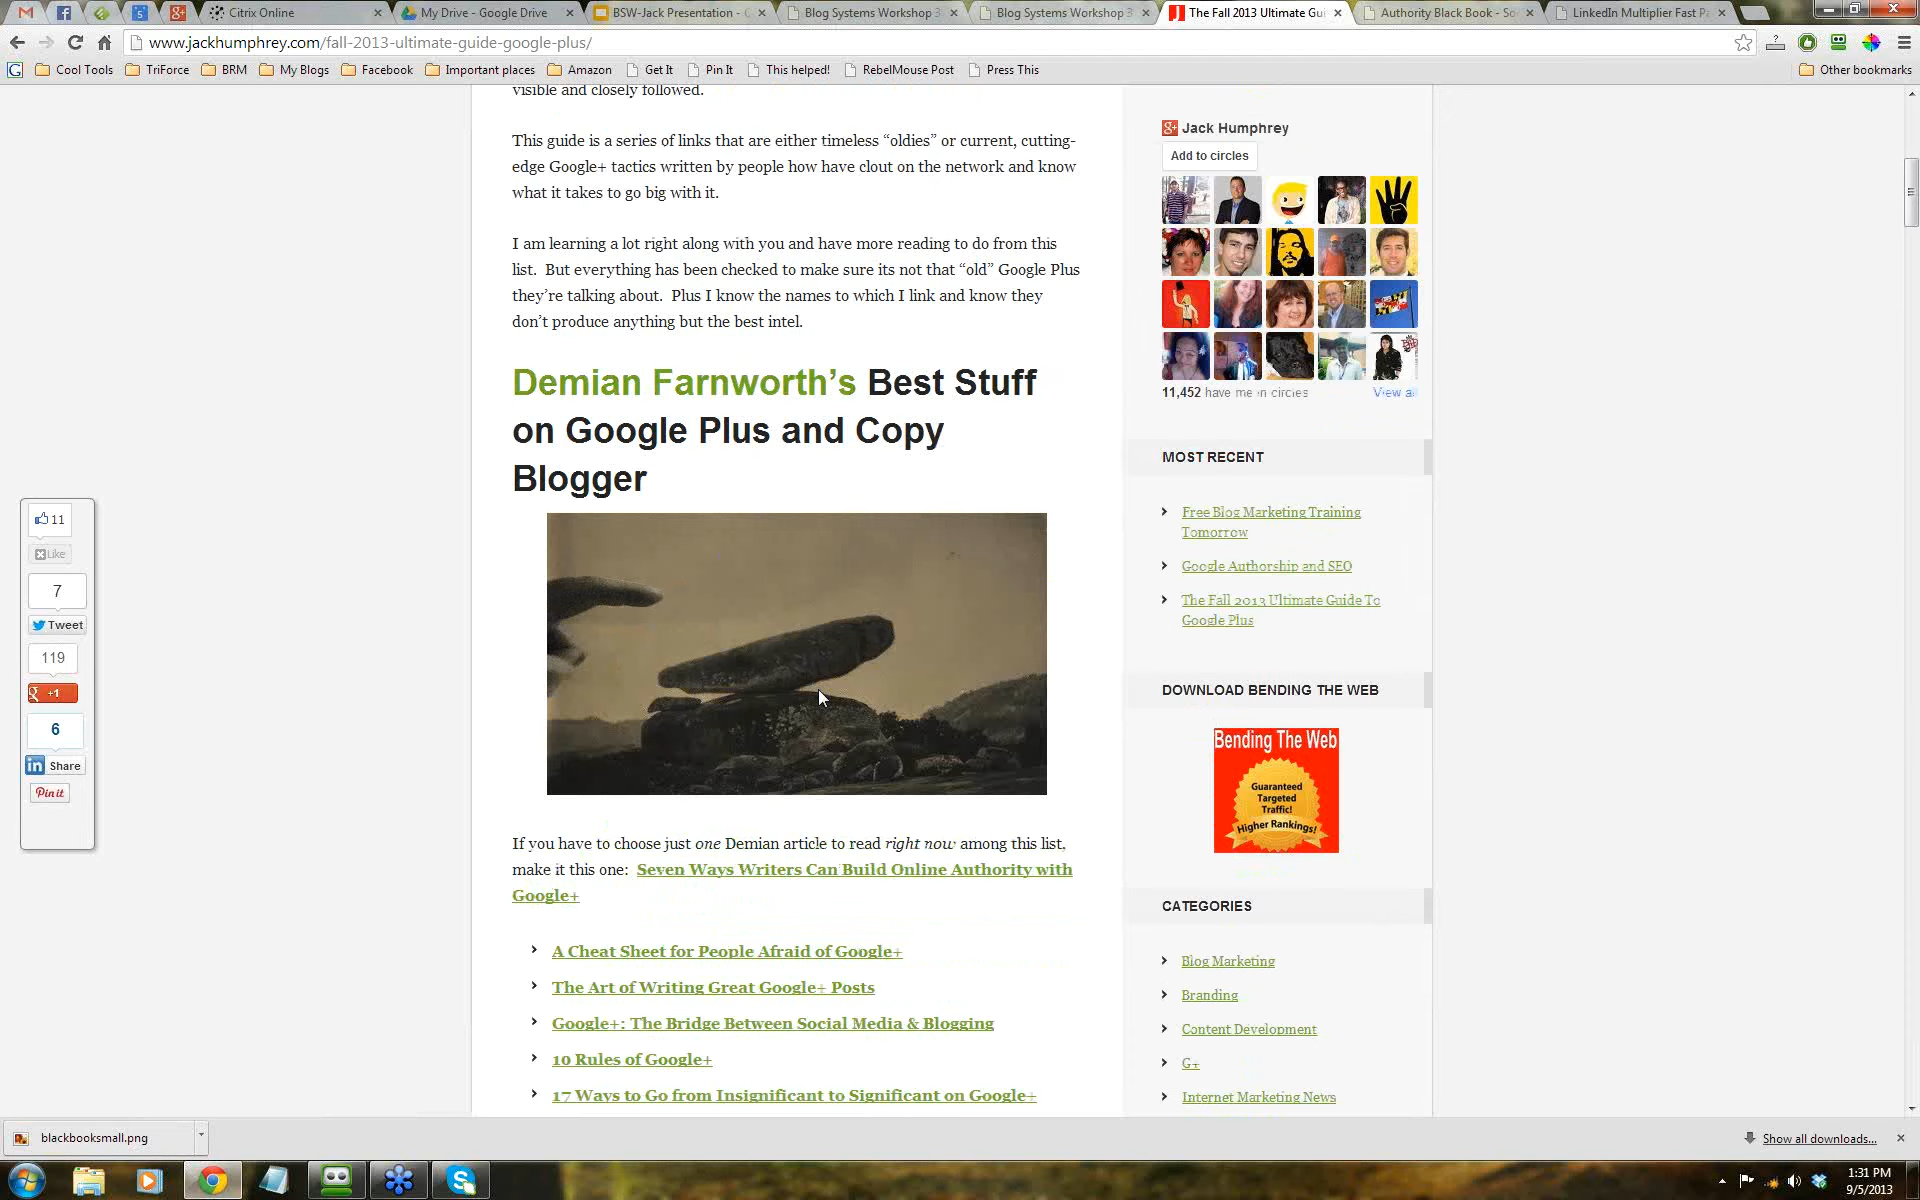 Citrix Online
My Drive - Google Drive
BSW-Jack Presentation -
Blog Systems Workshop 3
Blog Systems Workshop 3
The Fall 2013 Ultimate Gu
Authority Black Book - So
LinkedIn Multiplier Fast Pa
www.jackhumphrey.com/fall-2013-ultimate-guide-google-plus/
Cool Tools
TriForce
BRM
My Blogs
Facebook
Important places
Amazon
Get It
Pin It
This helped!
RebelMouse Post
Press This
Other bookmarks
visible and closely followed.
This guide is a series of links that are either timeless “oldies” or current, cutting-
edge Google+ tactics written by people how have clout on the network and know
what it takes to go big with it.
I am learning a lot right along with you and have more reading to do from this
list.  But everything has been checked to make sure its not that “old” Google Plus
they’re talking about.  Plus I know the names to which I link and know they
don’t produce anything but the best intel.
Demian Farnworth’s Best Stuff
on Google Plus and Copy
Blogger
If you have to choose just one Demian article to read right now among this list,
make it this one:  Seven Ways Writers Can Build Online Authority with
Google+
A Cheat Sheet for People Afraid of Google+
The Art of Writing Great Google+ Posts
Google+: The Bridge Between Social Media & Blogging
10 Rules of Google+
17 Ways to Go from Insignificant to Significant on Google+
11
Like
7
Tweet
119
+1
6
in Share
Pin it
Jack Humphrey
Add to circles
11,452 have me in circles
View all
MOST RECENT
Free Blog Marketing Training
Tomorrow
Google Authorship and SEO
The Fall 2013 Ultimate Guide To
Google Plus
DOWNLOAD BENDING THE WEB
Bending The Web
Guaranteed
Targeted
Traffic!
Higher Rankings!
CATEGORIES
Blog Marketing
Branding
Content Development
G+
Internet Marketing News
blackbooksmall.png
Show all downloads...
1:31 PM
9/5/2013